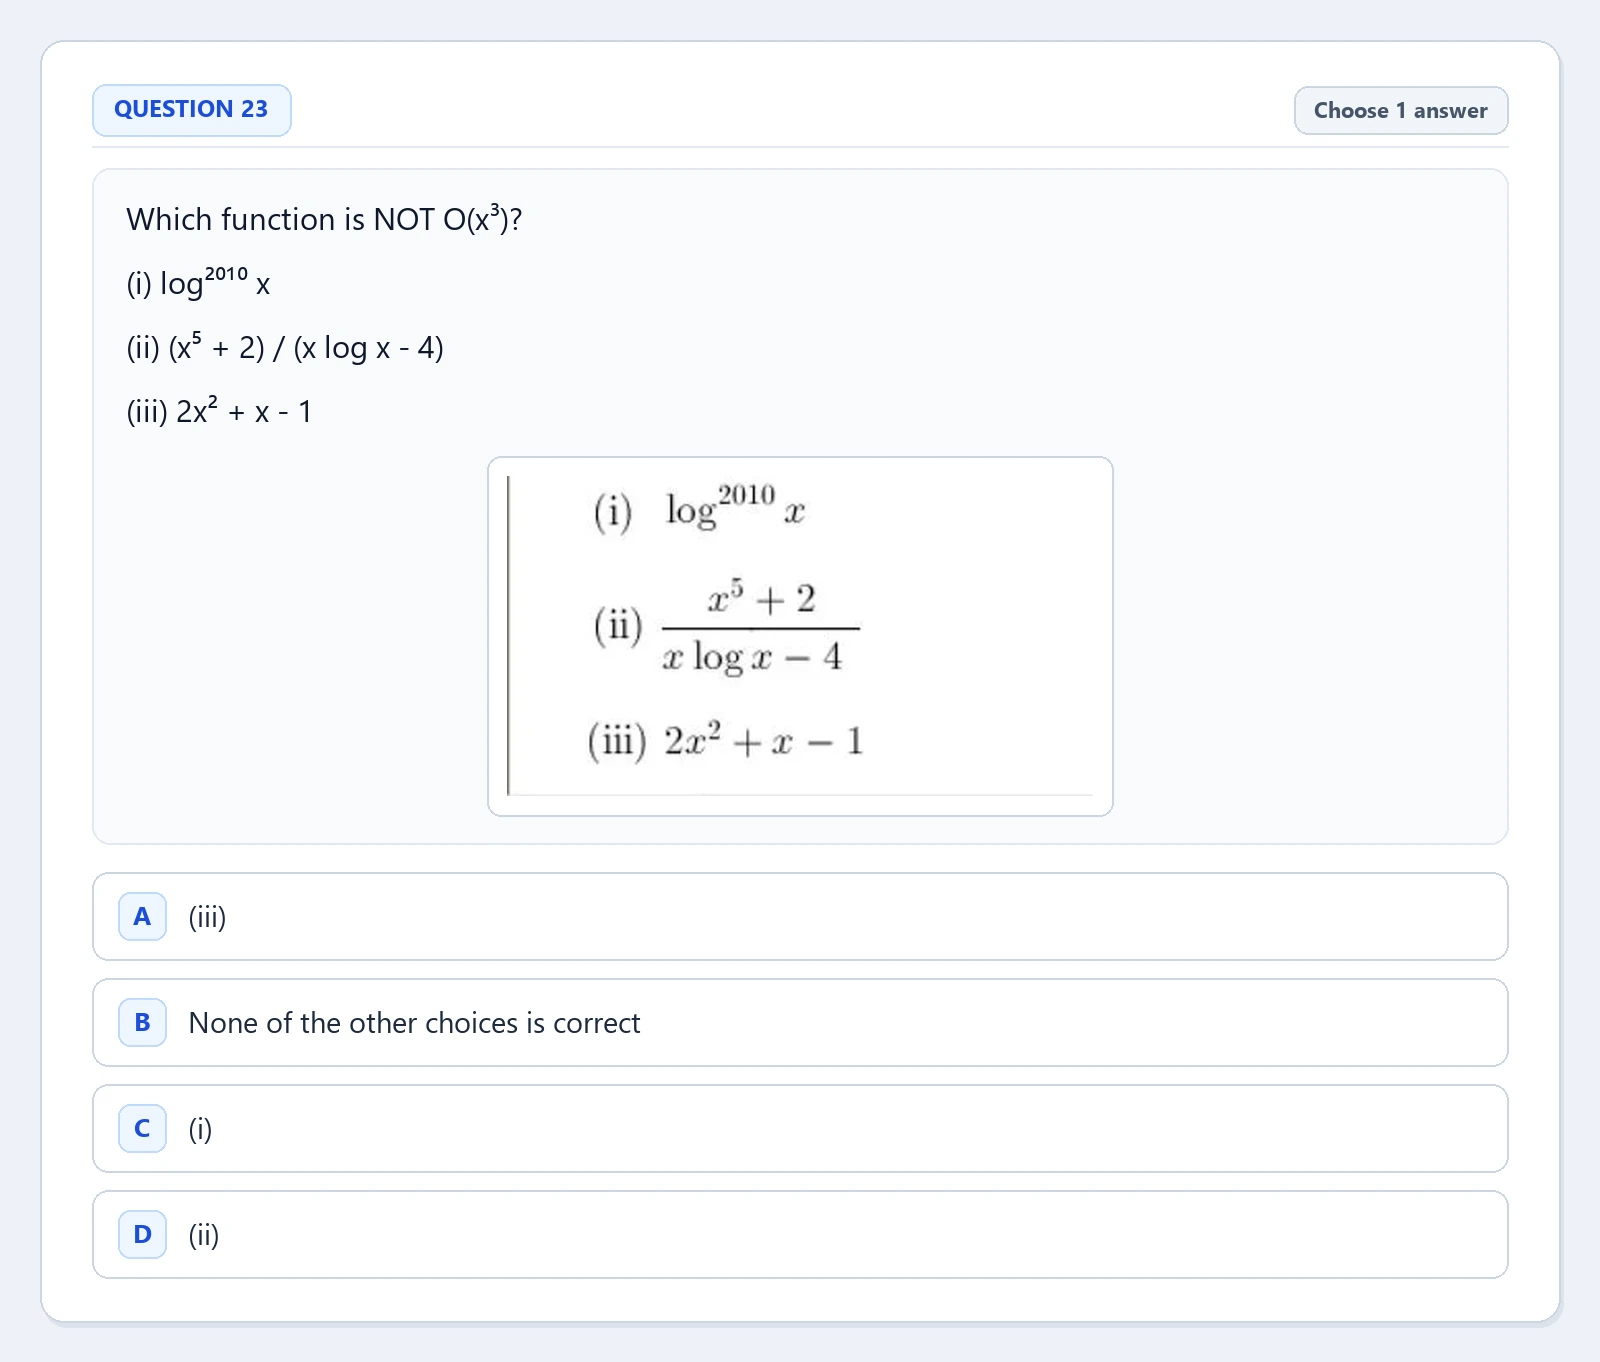 QUESTION 23
Choose 1 answer
Which function is NOT O(x³)?
(i) log²⁰¹⁰ x
(ii) (x⁵ + 2) / (x log x - 4)
(iii) 2x² + x - 1
(i) log²⁰¹⁰ x
(ii) x⁵ + 2
x log x − 4
(iii) 2x² + x − 1
A (iii)
B None of the other choices is correct
C (i)
D (ii)